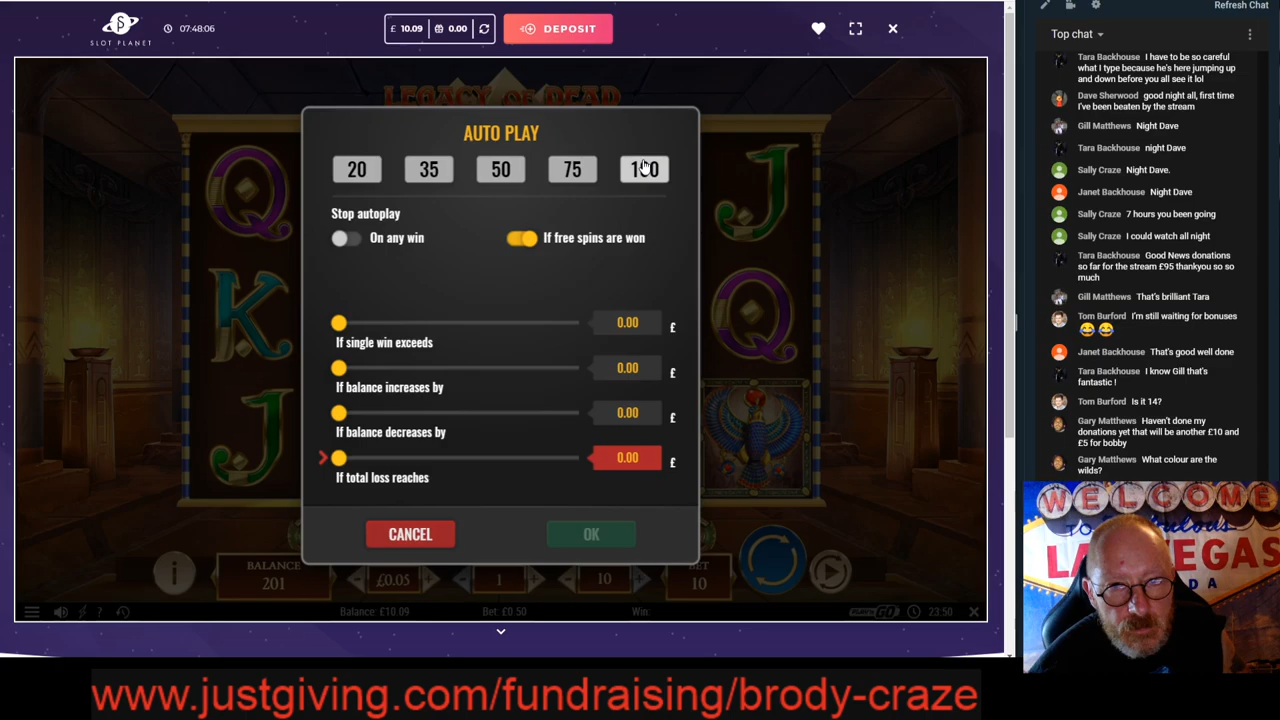 SLOT PLANET
07:48:06
£ 10.09
0.00
DEPOSIT
LEGACY OF DEAD
AUTO PLAY
20 35 50 75 100
Stop autoplay
On any win
If free spins are won
0.00 £
If single win exceeds
0.00 £
If balance increases by
0.00 £
If balance decreases by
0.00 £
If total loss reaches
CANCEL
OK
BALANCE
201
- £0.05 +
- 1 +
- 10 +
BET
10
Balance: £10.09
Bet: £0.50
Win:
PLAY'N GO
23:50
Refresh Chat
Top chat
Tara Backhouse I have to be so careful
what I type because he's here jumping up
and down before you all see it lol
Dave Sherwood good night all, first time
I've been beaten by the stream
Gill Matthews Night Dave
Tara Backhouse night Dave
Sally Craze Night Dave.
Janet Backhouse Night Dave
Sally Craze 7 hours you been going
Sally Craze I could watch all night
Tara Backhouse Good News donations
so far for the stream £95 thankyou so so
much
Gill Matthews That's brilliant Tara
Tom Burford I'm still waiting for bonuses
😂 😂
Janet Backhouse That's good well done
Tara Backhouse I know Gill that's
fantastic !
Tom Burford Is it 14?
Gary Matthews Haven't done my
donations yet that will be another £10 and
£5 for bobby
Gary Matthews What colour are the
wilds?
WELCOME
TO Fabulous
www.justgiving.com/fundraising/brody-craze